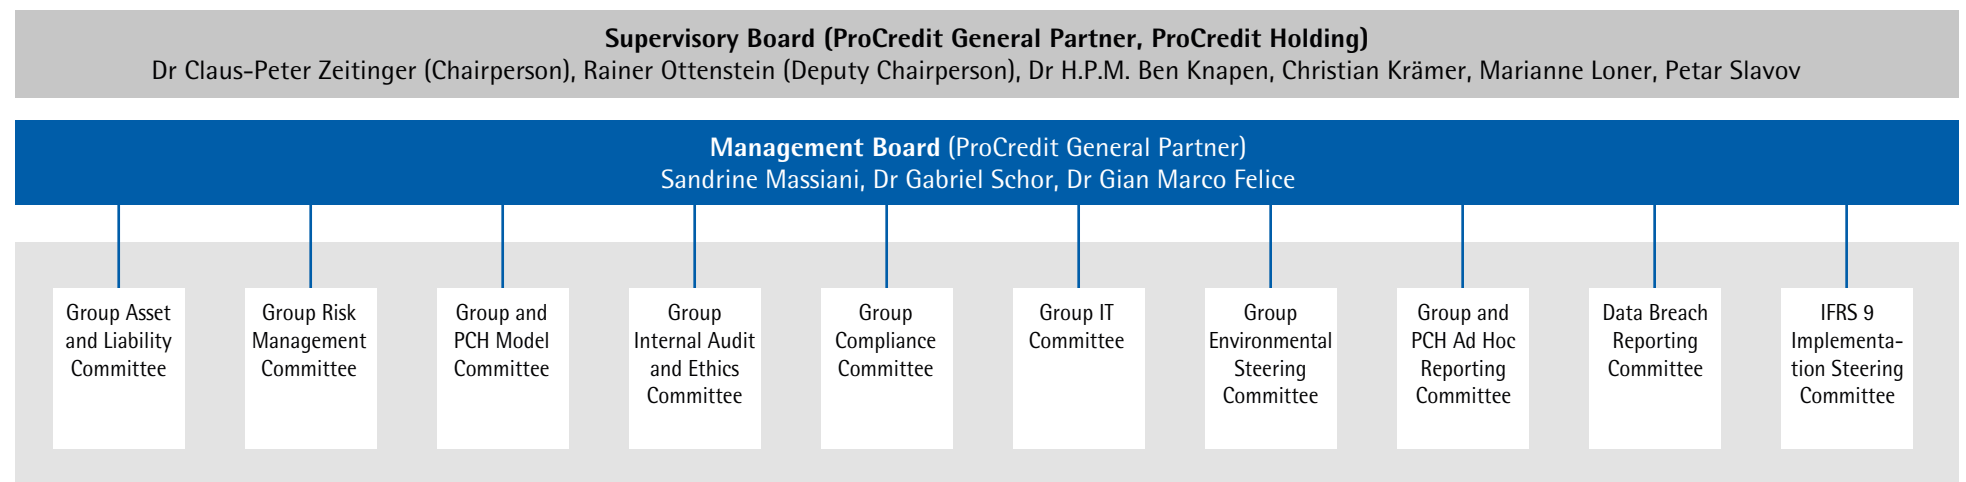 Supervisory Board (ProCredit General Partner, ProCredit Holding)
Dr Claus-Peter Zeitinger (Chairperson), Rainer Ottenstein (Deputy Chairperson), Dr H.P.M. Ben Knapen, Christian Krämer, Marianne Loner, Petar Slavov
Management Board (ProCredit General Partner)
Sandrine Massiani, Dr Gabriel Schor, Dr Gian Marco Felice
Group Asset
and Liability
Committee
Group Risk
Management
Committee
Group and
PCH Model
Committee
Group
Internal Audit
and Ethics
Committee
Group
Compliance
Committee
Group IT
Committee
Group
Environmental
Steering
Committee
Group and
PCH Ad Hoc
Reporting
Committee
Data Breach
Reporting
Committee
IFRS 9
Implementa-
tion Steering
Committee